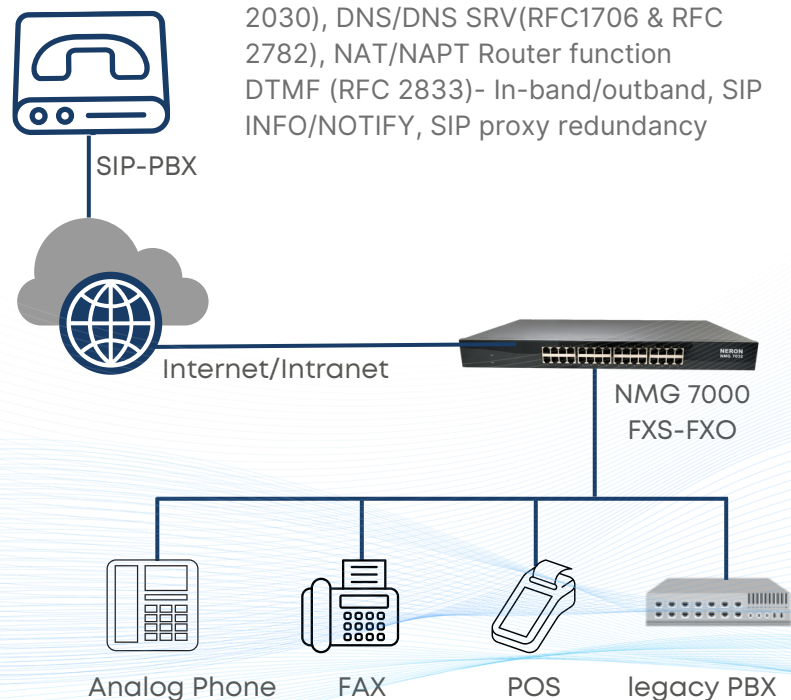 2030), DNS/DNS SRV(RFC1706 & RFC
2782), NAT/NAPT Router function
DTMF (RFC 2833)- In-band/outband, SIP
INFO/NOTIFY, SIP proxy redundancy
SIP-PBX
Internet/Intranet
NERON
NMG 7032
NMG 7000
FXS-FXO
Analog Phone
FAX
POS
legacy PBX